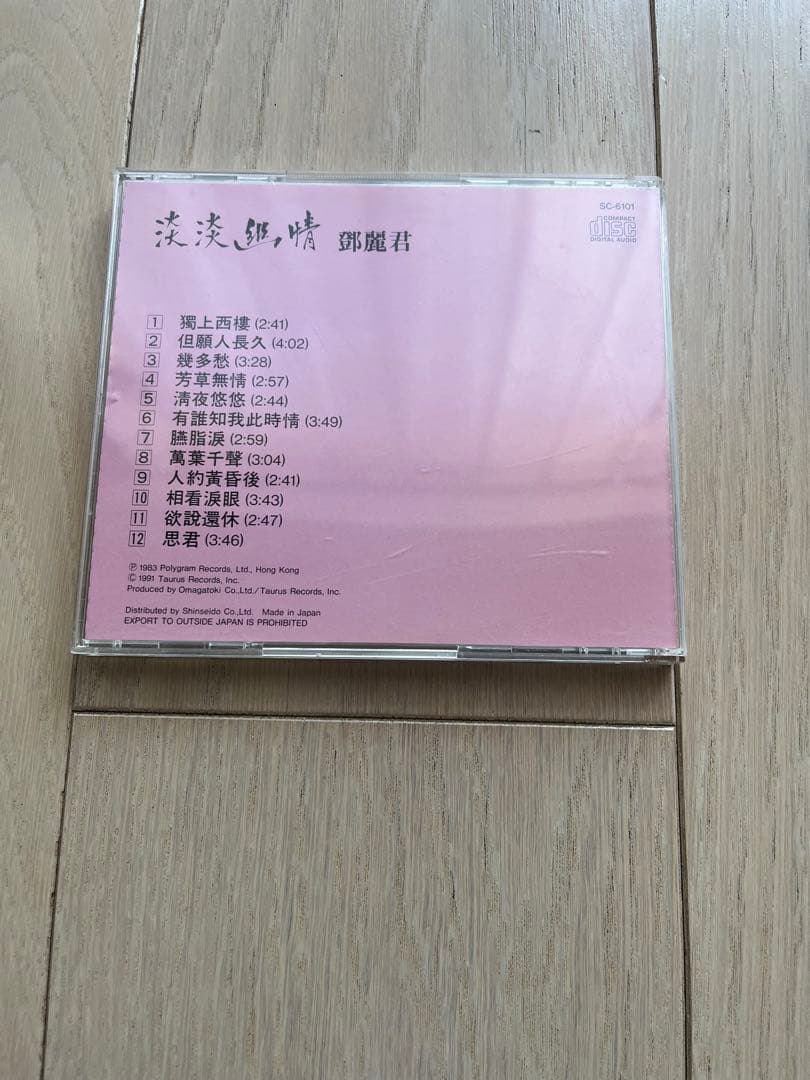 SC-6101
COMPACT
disc
DIGITAL AUDIO
淡淡幽情 鄧麗君
1 獨上西樓 (2:41)
2 但願人長久 (4:02)
3 幾多愁 (3:28)
4 芳草無情 (2:57)
5 淸夜悠悠 (2:44)
6 有誰知我此時情 (3:49)
7 臙脂淚 (2:59)
8 萬葉千聲 (3:04)
9 人約黃昏後 (2:41)
10 相看淚眼 (3:43)
11 欲說還休 (2:47)
12 思君 (3:46)
Ⓟ 1983 Polygram Records, Ltd., Hong Kong
© 1991 Taurus Records, Inc.
Produced by Omagatoki Co.,Ltd./Taurus Records, Inc.
Distributed by Shinseido Co.,Ltd. Made in Japan
EXPORT TO OUTSIDE JAPAN IS PROHIBITED